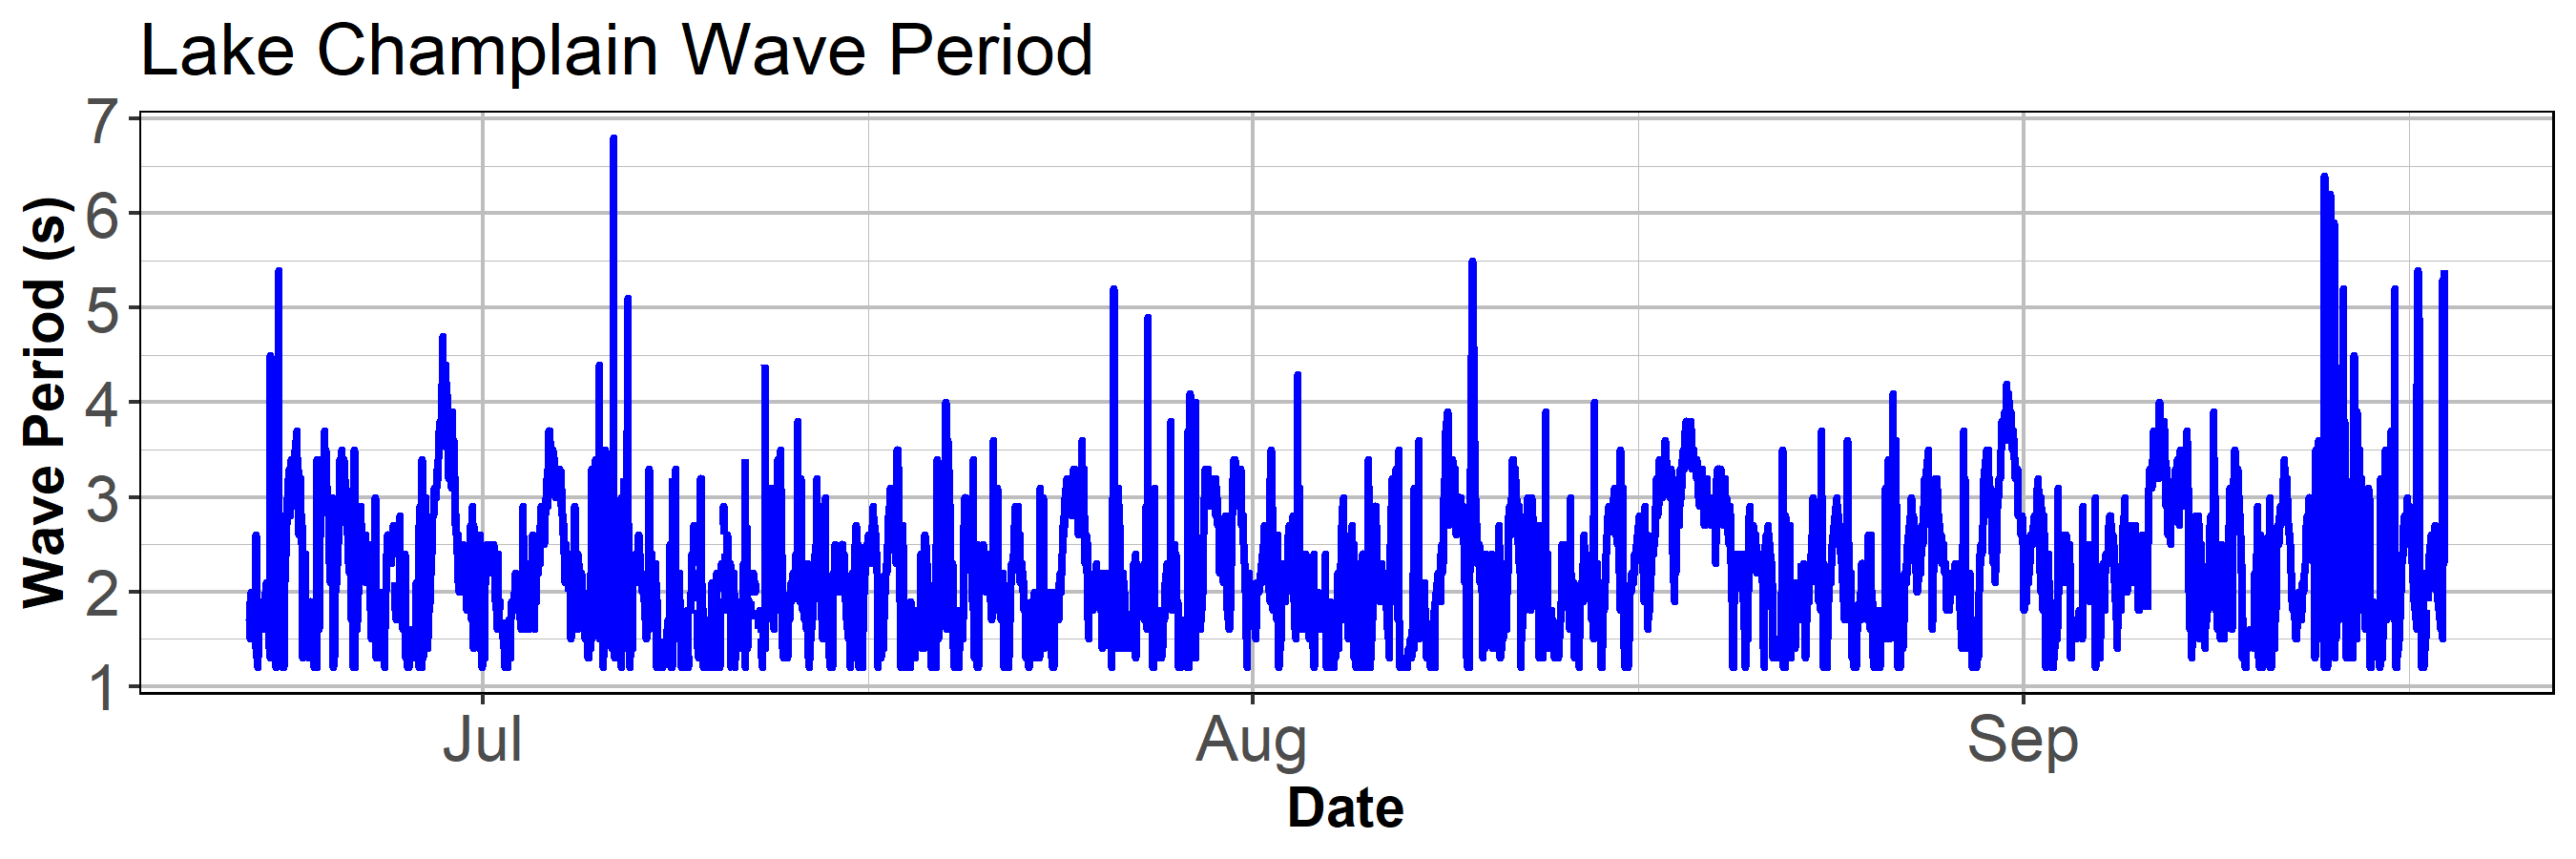 Lake Champlain Wave Period
Wave Period (s)
7
6
5
4
3
2
1
Jul
Aug
Sep
Date